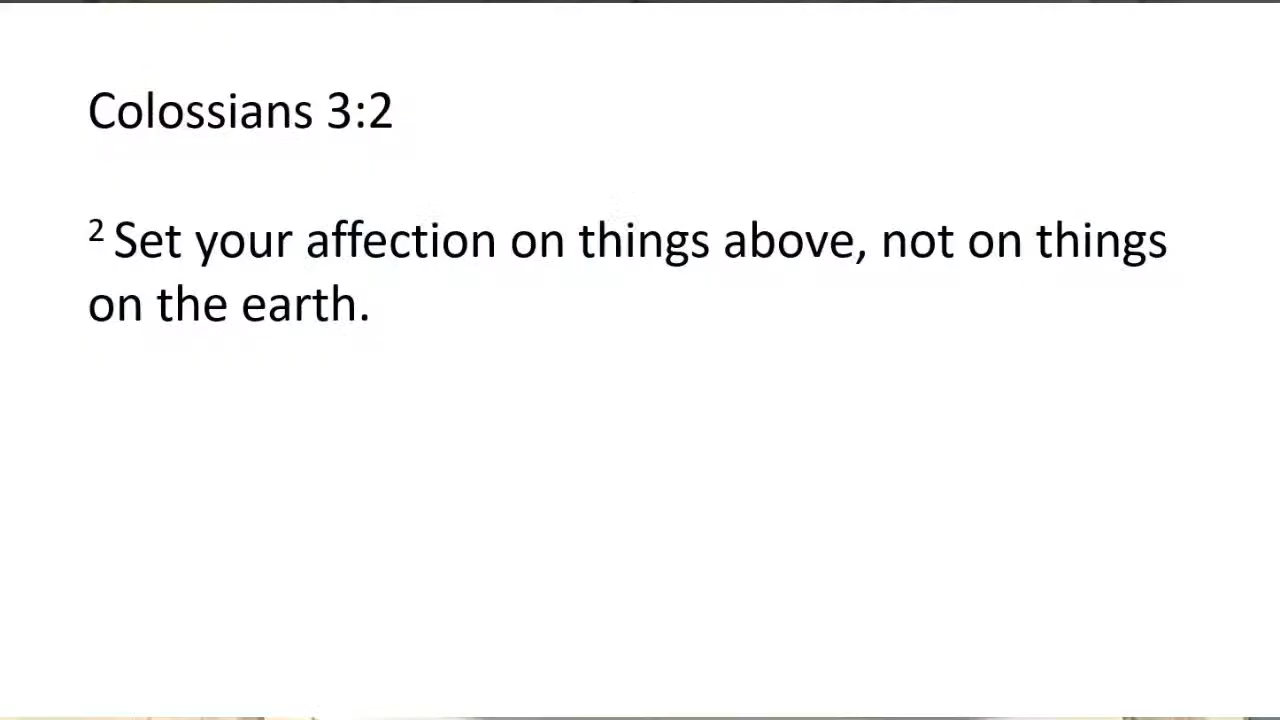 Colossians 3:2
2 Set your affection on things above, not on things
on the earth.